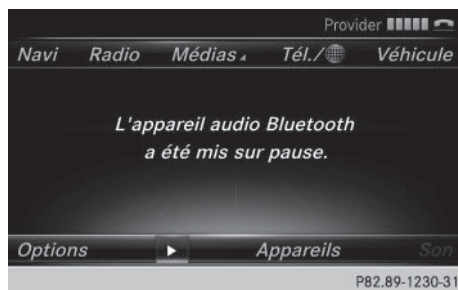 Provider
Navi Radio Médias Tél./ Véhicule
L'appareil audio Bluetooth
a été mis sur pause.
Options Appareils Son
P82.89-1230-31